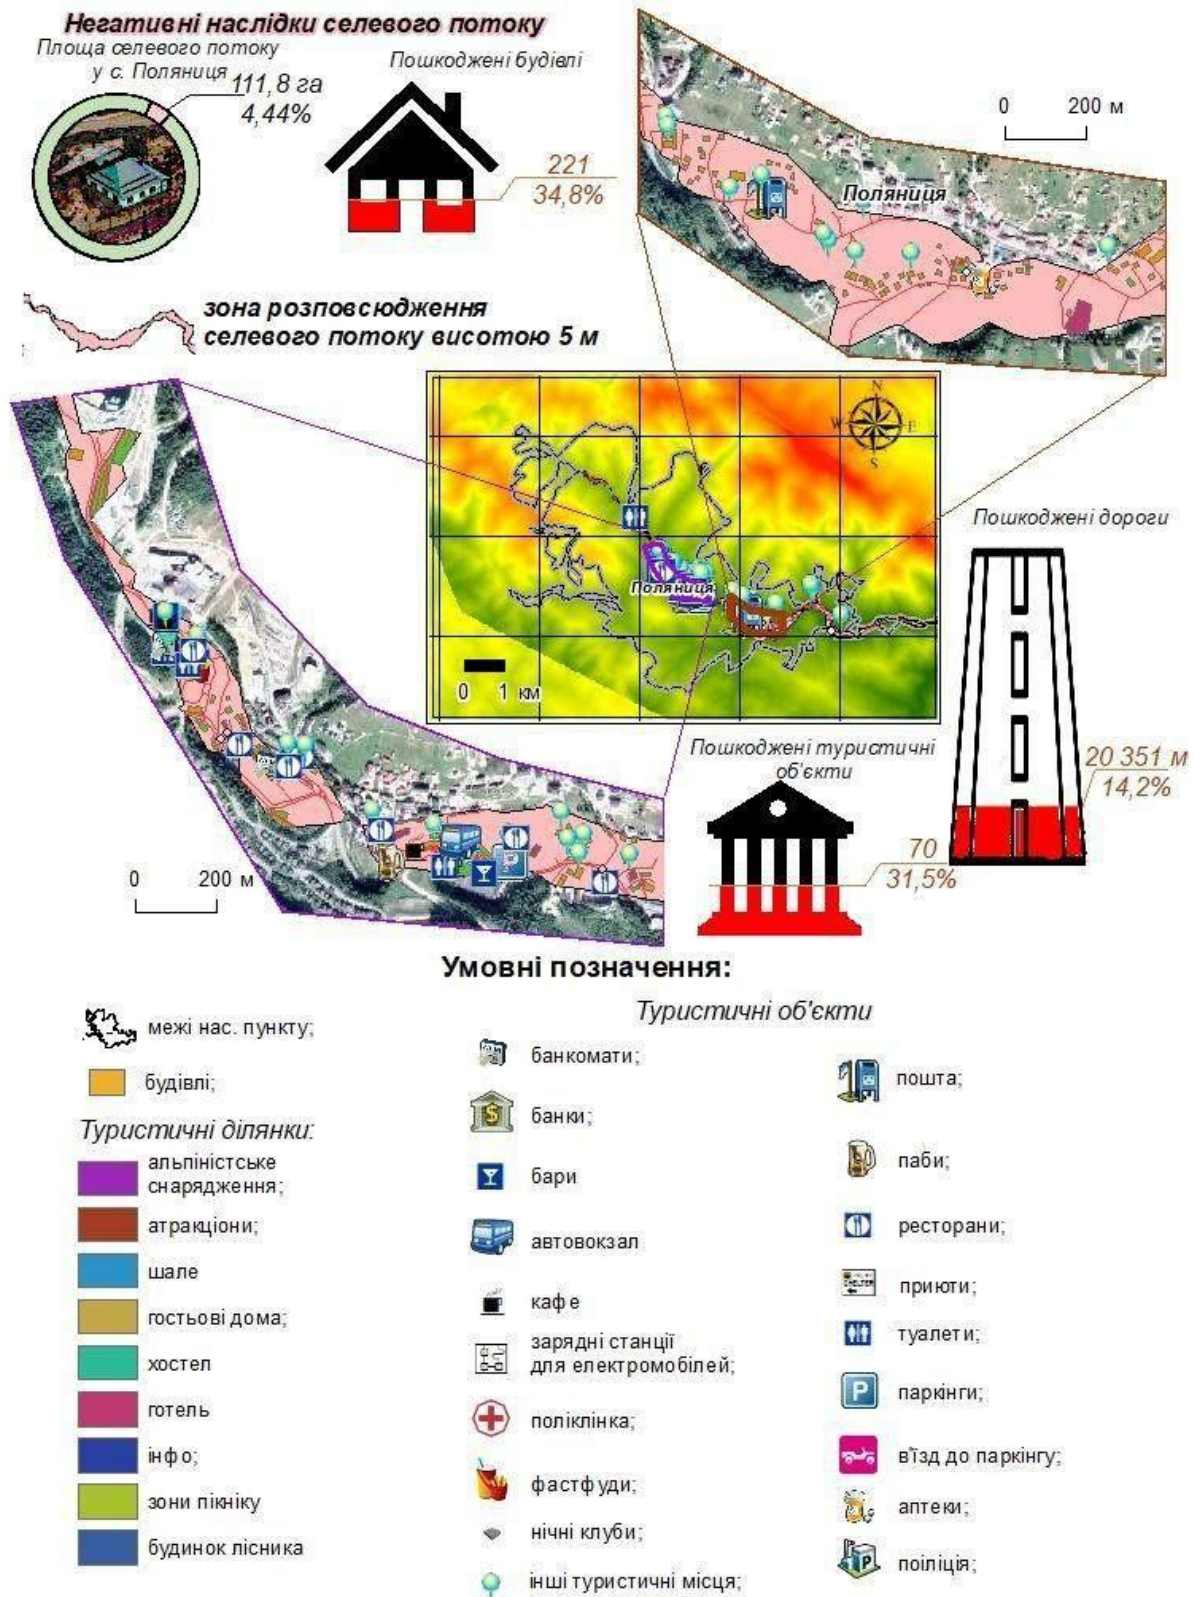 Негативні наслідки селевого потоку
Площа селевого потоку
у с. Поляниця
111,8 га
4,44%
Пошкоджені будівлі
221
34,8%
0 200 м
Поляниця
зона розповсюдження
селевого потоку висотою 5 м
N
W E
S
Поляниця
0 1 км
Пошкоджені дороги
20 351 м
14,2%
Пошкоджені туристичні
об'єкти
70
31,5%
0 200 м
Умовні позначення:
межі нас. пункту;
будівлі;
Туристичні ділянки:
альпіністське
снарядження;
атракціони;
шале
гостьові дома;
хостел
готель
інфо;
зони пікніку
будинок лісника
Туристичні об'єкти
банкомати;
банки;
бари
автовокзал
кафе
зарядні станції
для електромобілей;
поліклінка;
фастфуди;
нічні клуби;
інші туристичні місця;
пошта;
паби;
ресторани;
SHELTER
приюти;
туалети;
P
паркінги;
в'їзд до паркінгу;
аптеки;
P
поіліція;